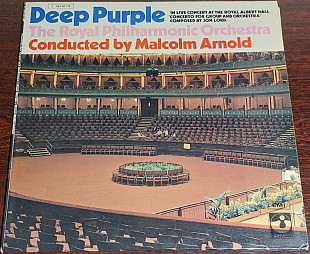 Deep Purple
IN LIVE CONCERT AT THE ROYAL ALBERT HALL
CONCERTO FOR GROUP AND ORCHESTRA
COMPOSED BY JON LORD
The Royal Philharmonic Orchestra
Conducted by Malcolm Arnold